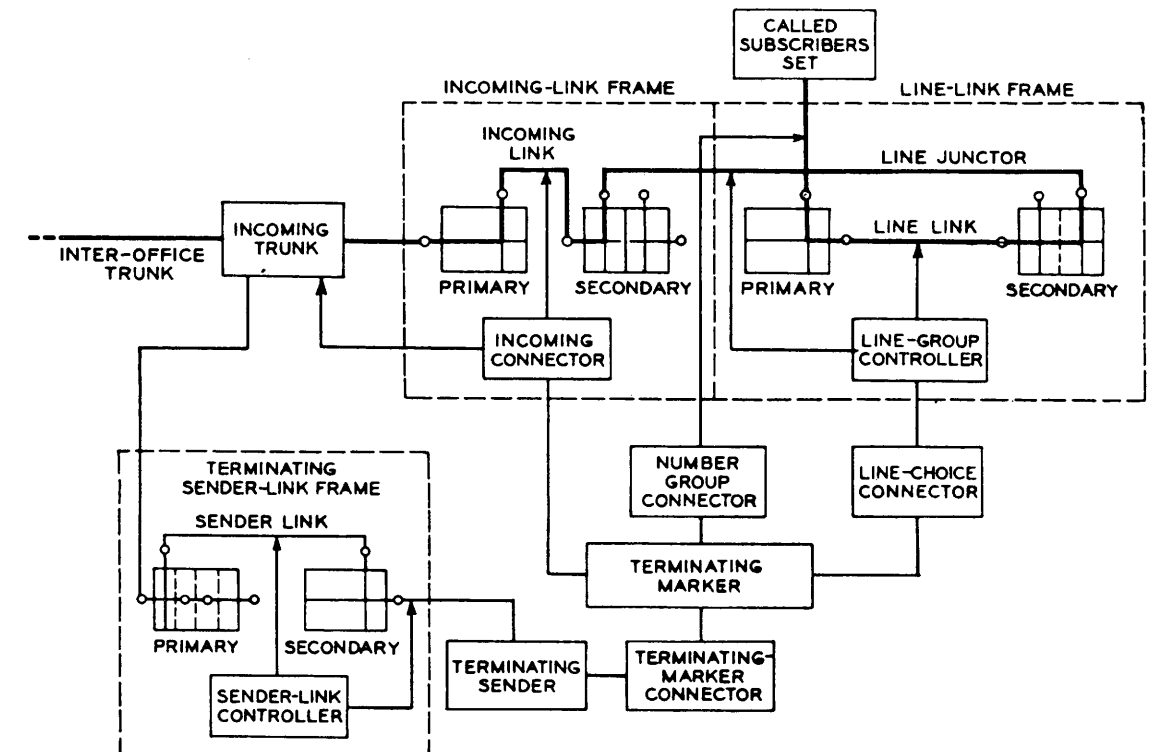 CALLED
SUBSCRIBERS
SET
INCOMING-LINK FRAME
LINE-LINK FRAME
INCOMING
LINK
LINE JUNCTOR
INCOMING
TRUNK
INTER-OFFICE
TRUNK
LINE LINK
PRIMARY
SECONDARY
PRIMARY
SECONDARY
INCOMING
CONNECTOR
LINE-GROUP
CONTROLLER
TERMINATING
SENDER-LINK FRAME
NUMBER
GROUP
CONNECTOR
LINE-CHOICE
CONNECTOR
SENDER LINK
TERMINATING
MARKER
PRIMARY
SECONDARY
TERMINATING
SENDER
TERMINATING-
MARKER
CONNECTOR
SENDER-LINK
CONTROLLER